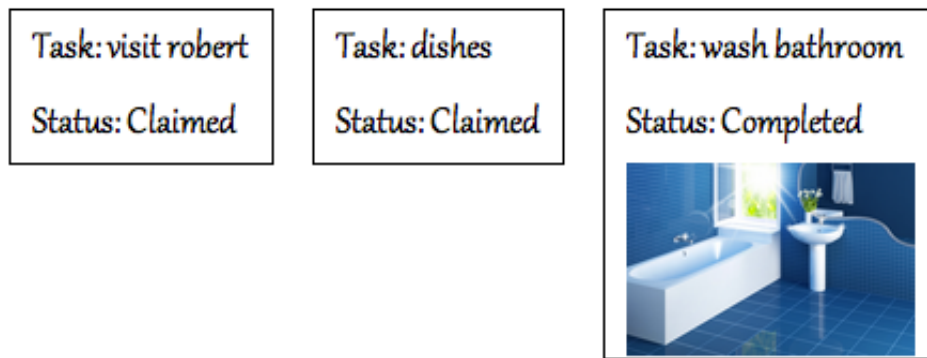 Task: visit robert
Status: Claimed
Task: dishes
Status: Claimed
Task: wash bathroom
Status: Completed